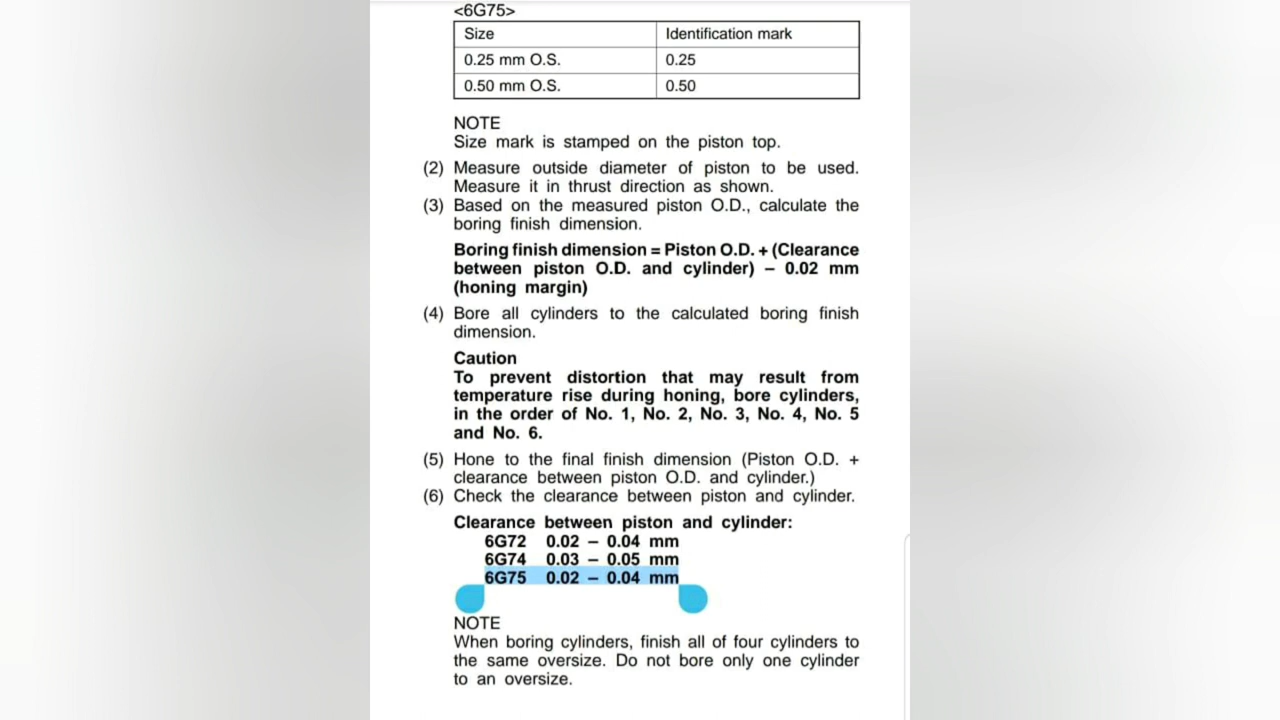 <6G75>
Size Identification mark
0.25 mm O.S. 0.25
0.50 mm O.S. 0.50
NOTE
Size mark is stamped on the piston top.
(2) Measure outside diameter of piston to be used.
Measure it in thrust direction as shown.
(3) Based on the measured piston O.D., calculate the
boring finish dimension.
Boring finish dimension = Piston O.D. + (Clearance
between piston O.D. and cylinder) – 0.02 mm
(honing margin)
(4) Bore all cylinders to the calculated boring finish
dimension.
Caution
To prevent distortion that may result from
temperature rise during honing, bore cylinders,
in the order of No. 1, No. 2, No. 3, No. 4, No. 5
and No. 6.
(5) Hone to the final finish dimension (Piston O.D. +
clearance between piston O.D. and cylinder.)
(6) Check the clearance between piston and cylinder.
Clearance between piston and cylinder:
6G72 0.02 – 0.04 mm
6G74 0.03 – 0.05 mm
6G75 0.02 – 0.04 mm
NOTE
When boring cylinders, finish all of four cylinders to
the same oversize. Do not bore only one cylinder
to an oversize.